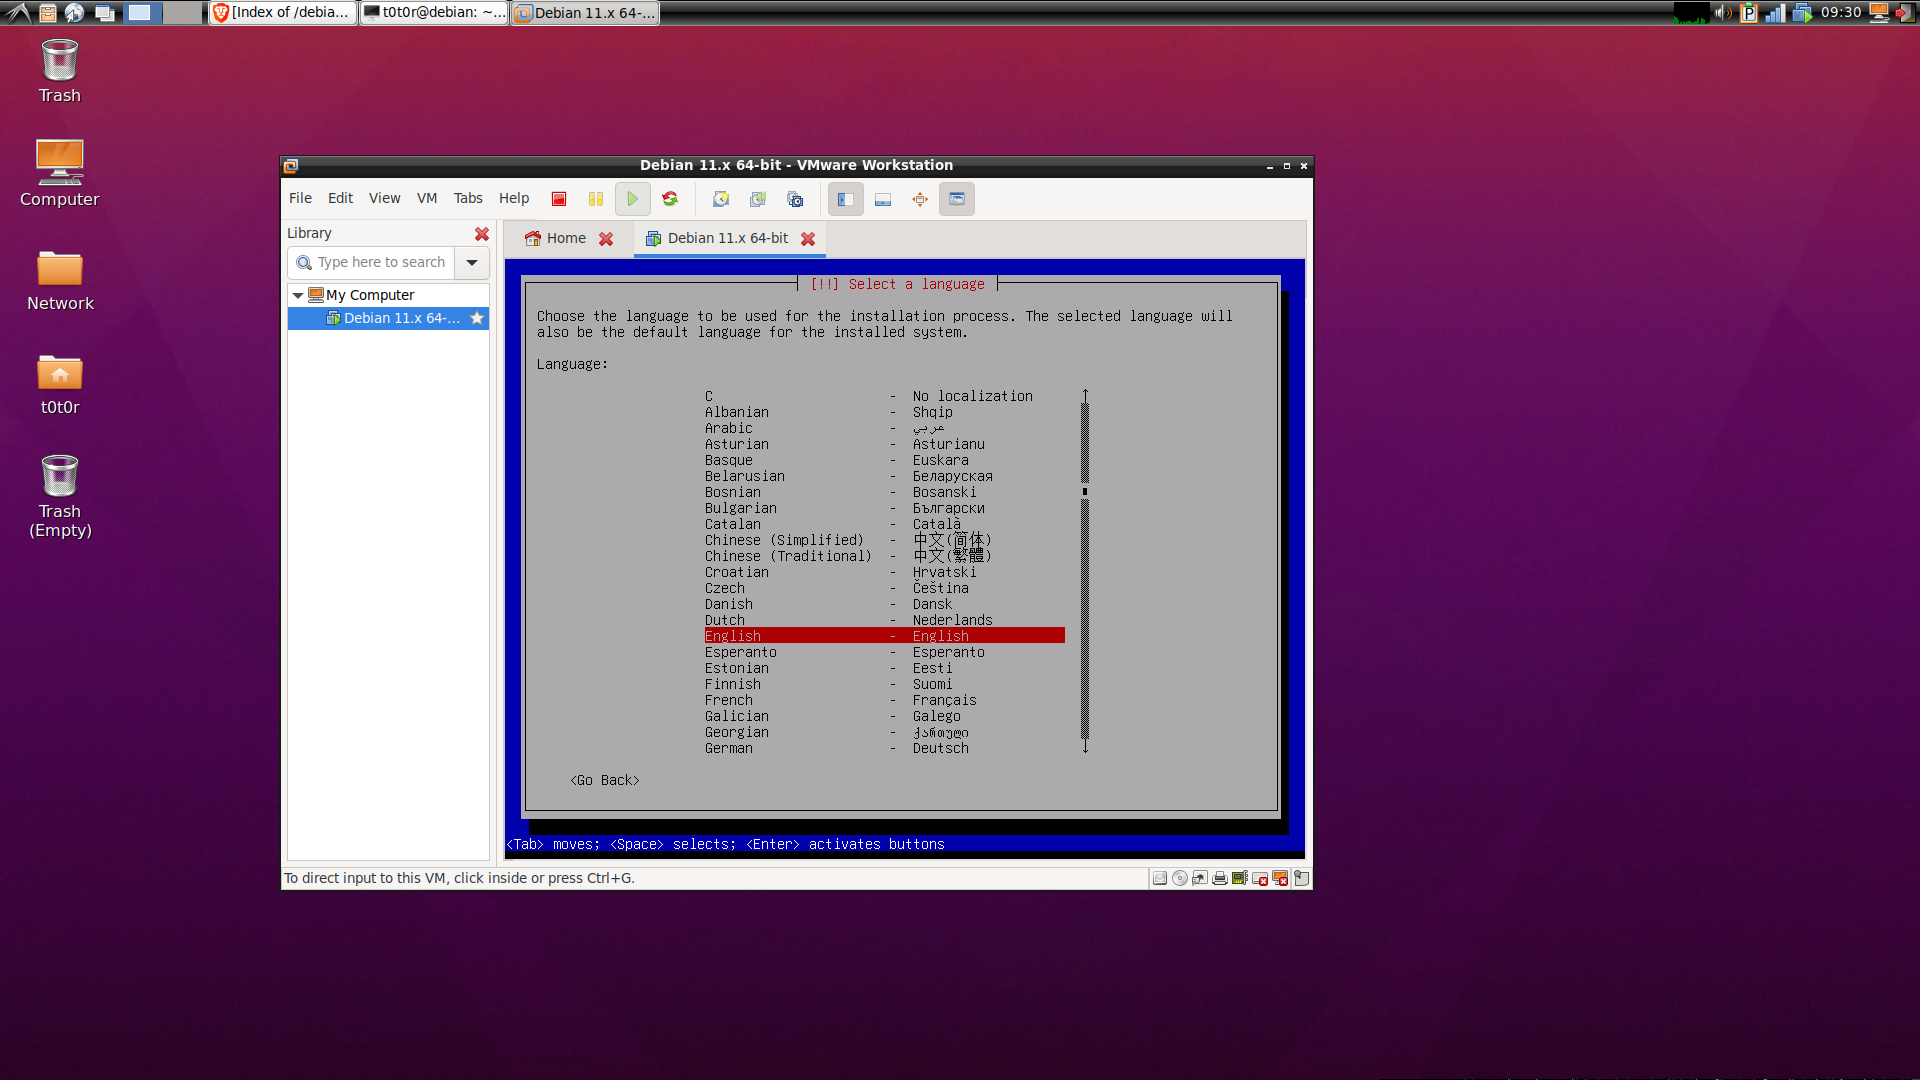 [Index of /debia...
t0t0r@debian: ~...
Debian 11.x 64-...
P
09:30
Trash
Computer
Network
t0t0r
Trash
(Empty)
Debian 11.x 64-bit - VMware Workstation
File Edit View VM Tabs Help
Library
Home
Debian 11.x 64-bit
Type here to search
My Computer
Debian 11.x 64-...
[!!] Select a language
Choose the language to be used for the installation process. The selected language will
also be the default language for the installed system.
Language:
C - No localization
Albanian - Shqip
Arabic - عربي
Asturian - Asturianu
Basque - Euskara
Belarusian - Беларуская
Bosnian - Bosanski
Bulgarian - Български
Catalan - Català
Chinese (Simplified) - 中文(简体)
Chinese (Traditional) - 中文(繁體)
Croatian - Hrvatski
Czech - Čeština
Danish - Dansk
Dutch - Nederlands
English - English
Esperanto - Esperanto
Estonian - Eesti
Finnish - Suomi
French - Français
Galician - Galego
Georgian - ქართული
German - Deutsch
<Go Back>
<Tab> moves; <Space> selects; <Enter> activates buttons
To direct input to this VM, click inside or press Ctrl+G.